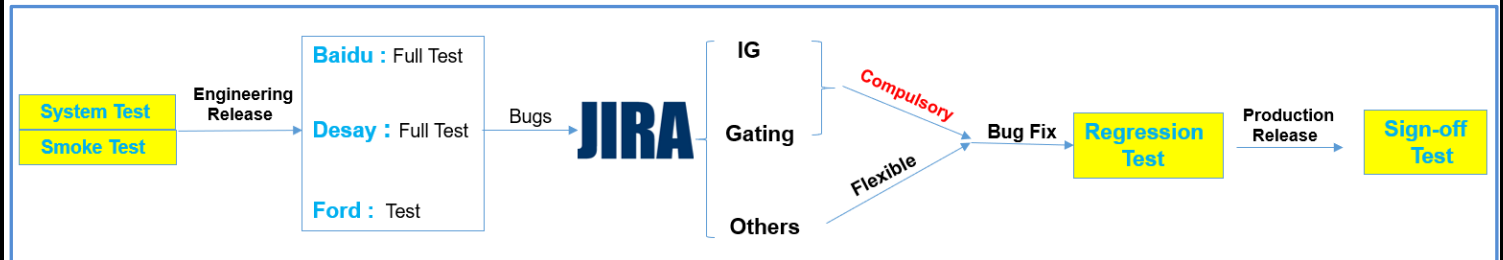 System Test
Smoke Test
Engineering
Release
Baidu : Full Test
Desay : Full Test
Ford : Test
Bugs
JIRA
IG
Gating
Others
Compulsory
Flexible
Bug Fix
Regression
Test
Production
Release
Sign-off
Test